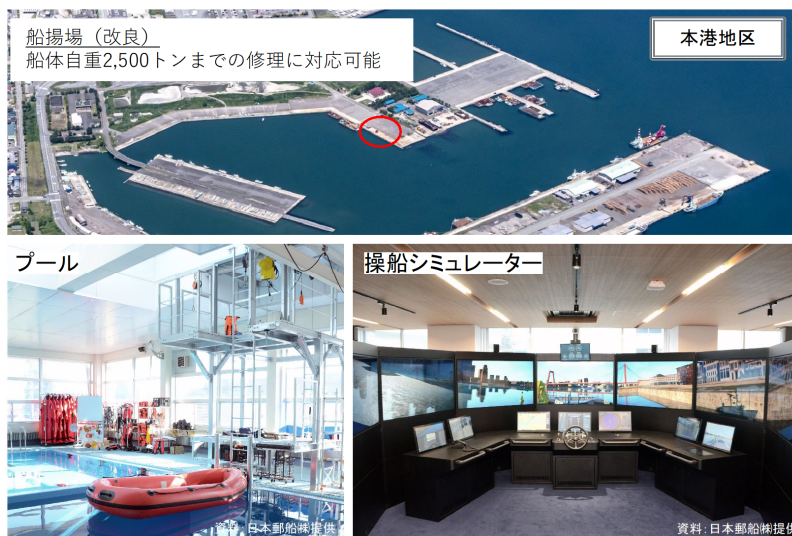 船揚場（改良）
船体自重2,500トンまでの修理に対応可能
本港地区
プール
操船シミュレーター
資料：日本郵船㈱提供
資料：日本郵船㈱提供